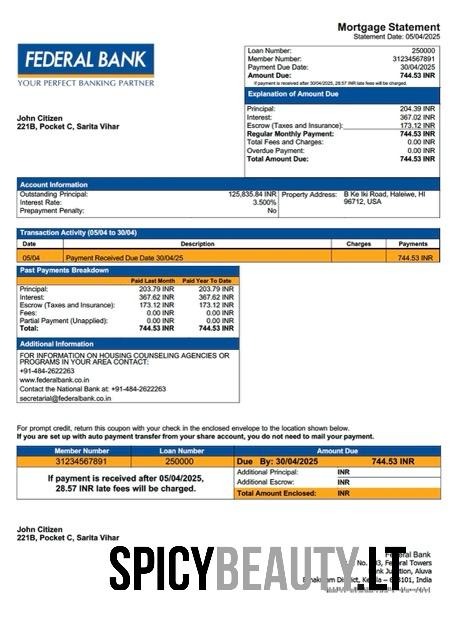 Mortgage Statement
Statement Date: 05/04/2025
FEDERAL BANK
YOUR PERFECT BANKING PARTNER
Loan Number: 250000
Member Number: 31234567891
Payment Due Date: 30/04/2025
Amount Due: 744.53 INR
If payment is received after 30/04/2025, 28.57 INR late fees will be charged.
John Citizen
221B, Pocket C, Sarita Vihar
Explanation of Amount Due
Principal: 204.39 INR
Interest: 367.02 INR
Escrow (Taxes and Insurance): 173.12 INR
Regular Monthly Payment: 744.53 INR
Total Fees and Charges: 0.00 INR
Overdue Payment: 0.00 INR
Total Amount Due: 744.53 INR
Account Information
Outstanding Principal: 125,835.84 INR
Interest Rate: 3.500%
Prepayment Penalty: No
Property Address: B Ke Iki Road, Haleiwe, HI
96712, USA
Transaction Activity (05/04 to 30/04)
Date Description Charges Payments
05/04 Payment Received Due Date 30/04/25 744.53 INR
Past Payments Breakdown
Paid Last Month Paid Year To Date
Principal: 203.79 INR 203.79 INR
Interest: 367.62 INR 367.62 INR
Escrow (Taxes and Insurance): 173.12 INR 173.12 INR
Fees: 0.00 INR 0.00 INR
Partial Payment (Unapplied): 0.00 INR 0.00 INR
Total: 744.53 INR 744.53 INR
Additional Information
FOR INFORMATION ON HOUSING COUNSELING AGENCIES OR
PROGRAMS IN YOUR AREA CONTACT:
+91-484-2622263
www.federalbank.co.in
Contact the National Bank at: +91-484-2622263
secretarial@federalbank.co.in
For prompt credit, return this coupon with your check in the enclosed envelope to the location shown below.
If you are set up with auto payment transfer from your share account, you do not need to mail your payment.
Member Number Loan Number Amount Due
31234567891 250000 Due By: 30/04/2025 744.53 INR
If payment is received after 05/04/2025,
28.57 INR late fees will be charged.
Additional Principal: INR
Additional Escrow: INR
Total Amount Enclosed: INR
John Citizen
221B, Pocket C, Sarita Vihar
Federal Bank
Federal Towers
Aluva
India
SPICYBEAUTY.LT